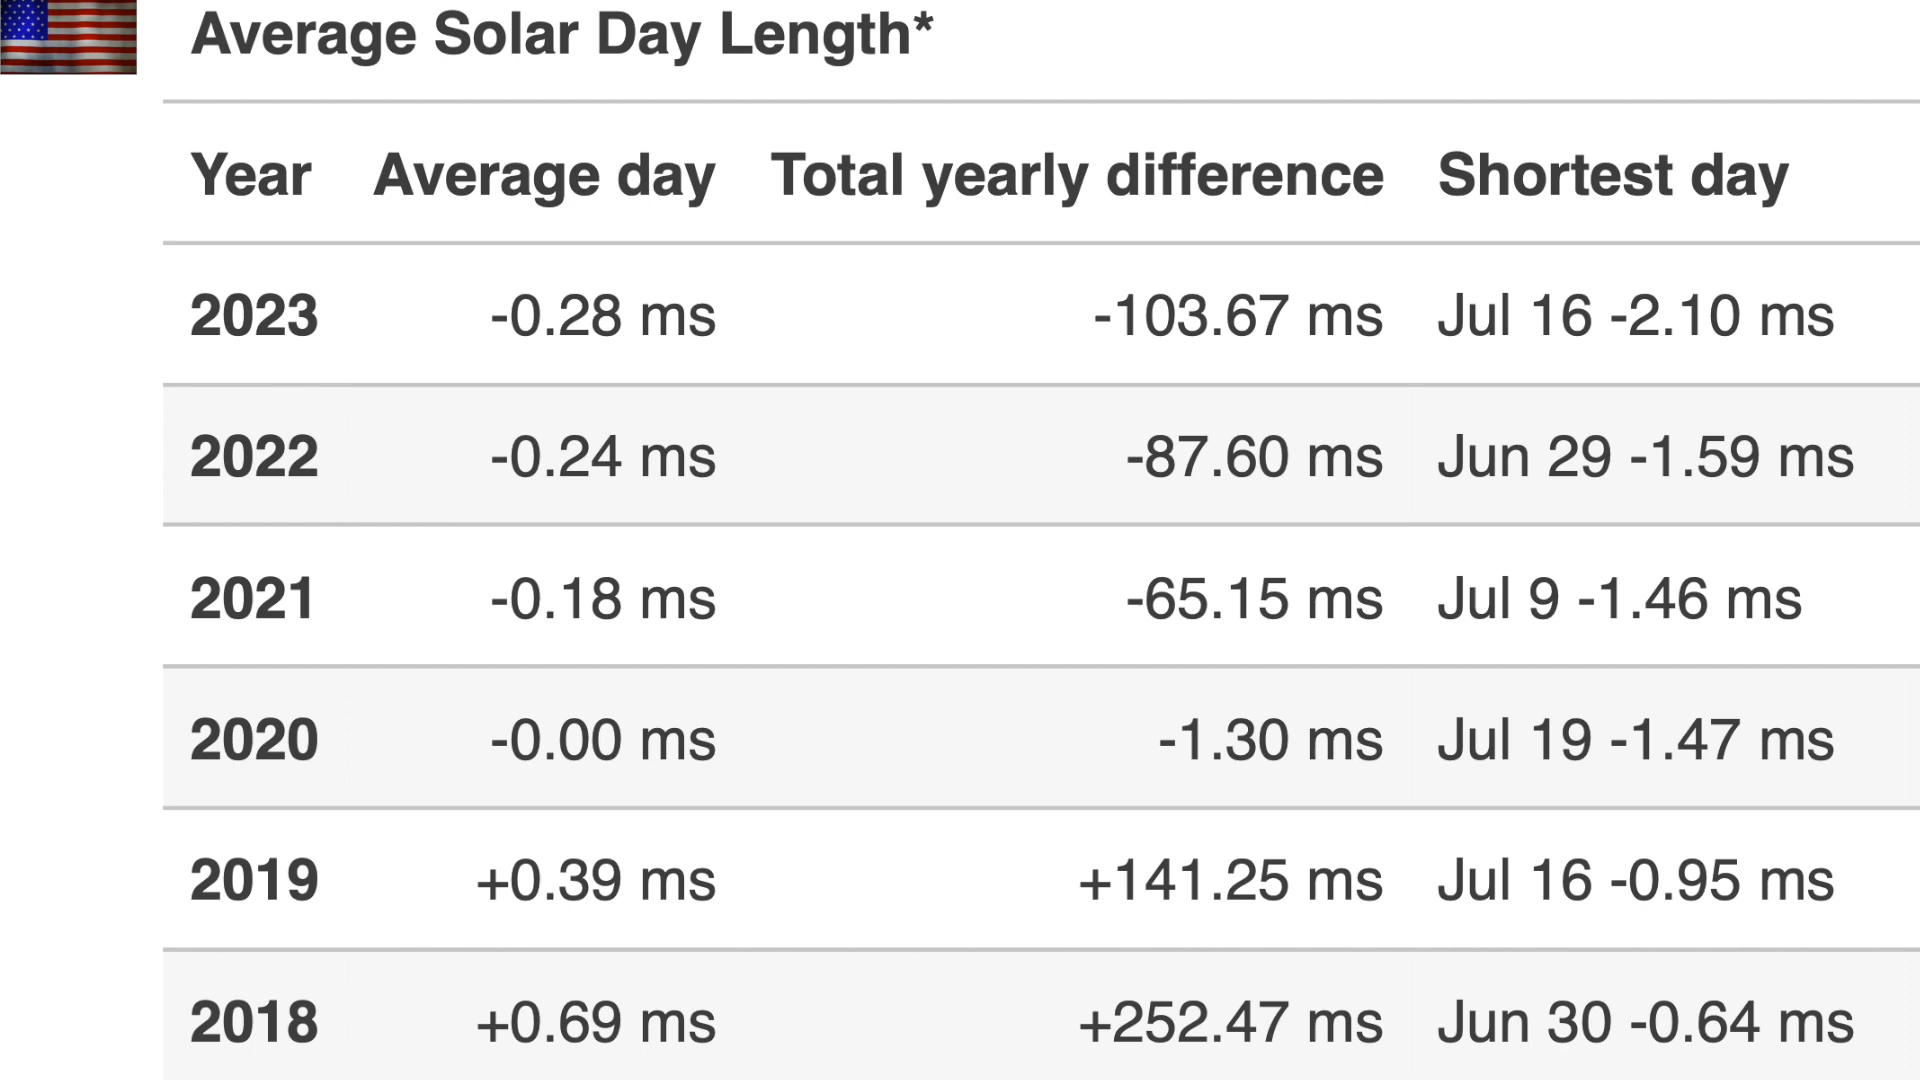 Average Solar Day Length*
Year Average day Total yearly difference Shortest day
2023 -0.28 ms -103.67 ms Jul 16 -2.10 ms
2022 -0.24 ms -87.60 ms Jun 29 -1.59 ms
2021 -0.18 ms -65.15 ms Jul 9 -1.46 ms
2020 -0.00 ms -1.30 ms Jul 19 -1.47 ms
2019 +0.39 ms +141.25 ms Jul 16 -0.95 ms
2018 +0.69 ms +252.47 ms Jun 30 -0.64 ms